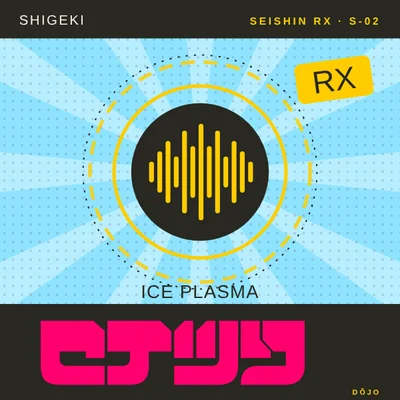 SHIGEKI
SEISHIN RX · S-02
RX
ICE PLASMA
DŌJO